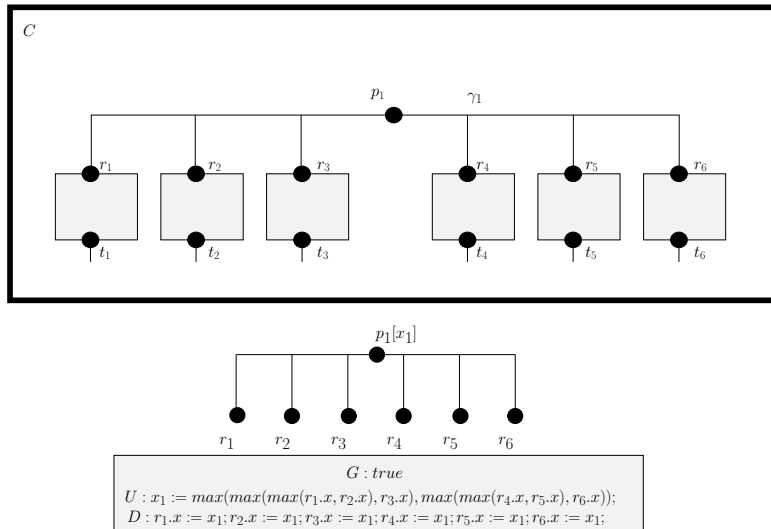 C
p₁ γ₁
r₁ r₂ r₃ r₄ r₅ r₆
t₁ t₂ t₃ t₄ t₅ t₆
p₁[x₁]
r₁ r₂ r₃ r₄ r₅ r₆
G : true
U : x₁ := max(max(max(r₁.x, r₂.x), r₃.x), max(max(r₄.x, r₅.x), r₆.x));
D : r₁.x := x₁; r₂.x := x₁; r₃.x := x₁; r₄.x := x₁; r₅.x := x₁; r₆.x := x₁;